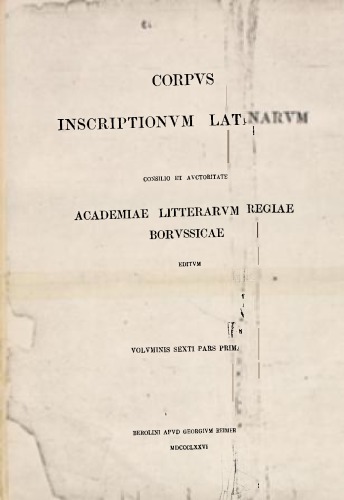 CORPVS
INSCRIPTIONVM LATINARVM
CONSILIO ET AVCTORITATE
ACADEMIAE LITTERARVM REGIAE
BORVSSICAE
EDITVM
VOLVMINIS SEXTI PARS PRIMA
BEROLINI APVD GEORGIVM REIMER
MDCCCLXXVI